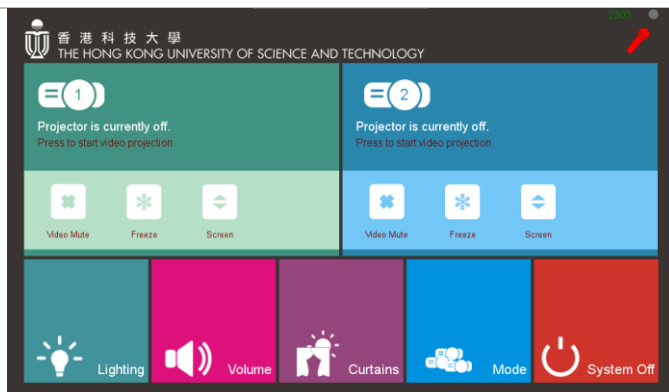 2303
香港科技大學
THE HONG KONG UNIVERSITY OF SCIENCE AND TECHNOLOGY
1
Projector is currently off.
Press to start video projection.
Video Mute Freeze Screen
2
Projector is currently off.
Press to start video projection.
Video Mute Freeze Screen
Lighting Volume Curtains Mode System Off